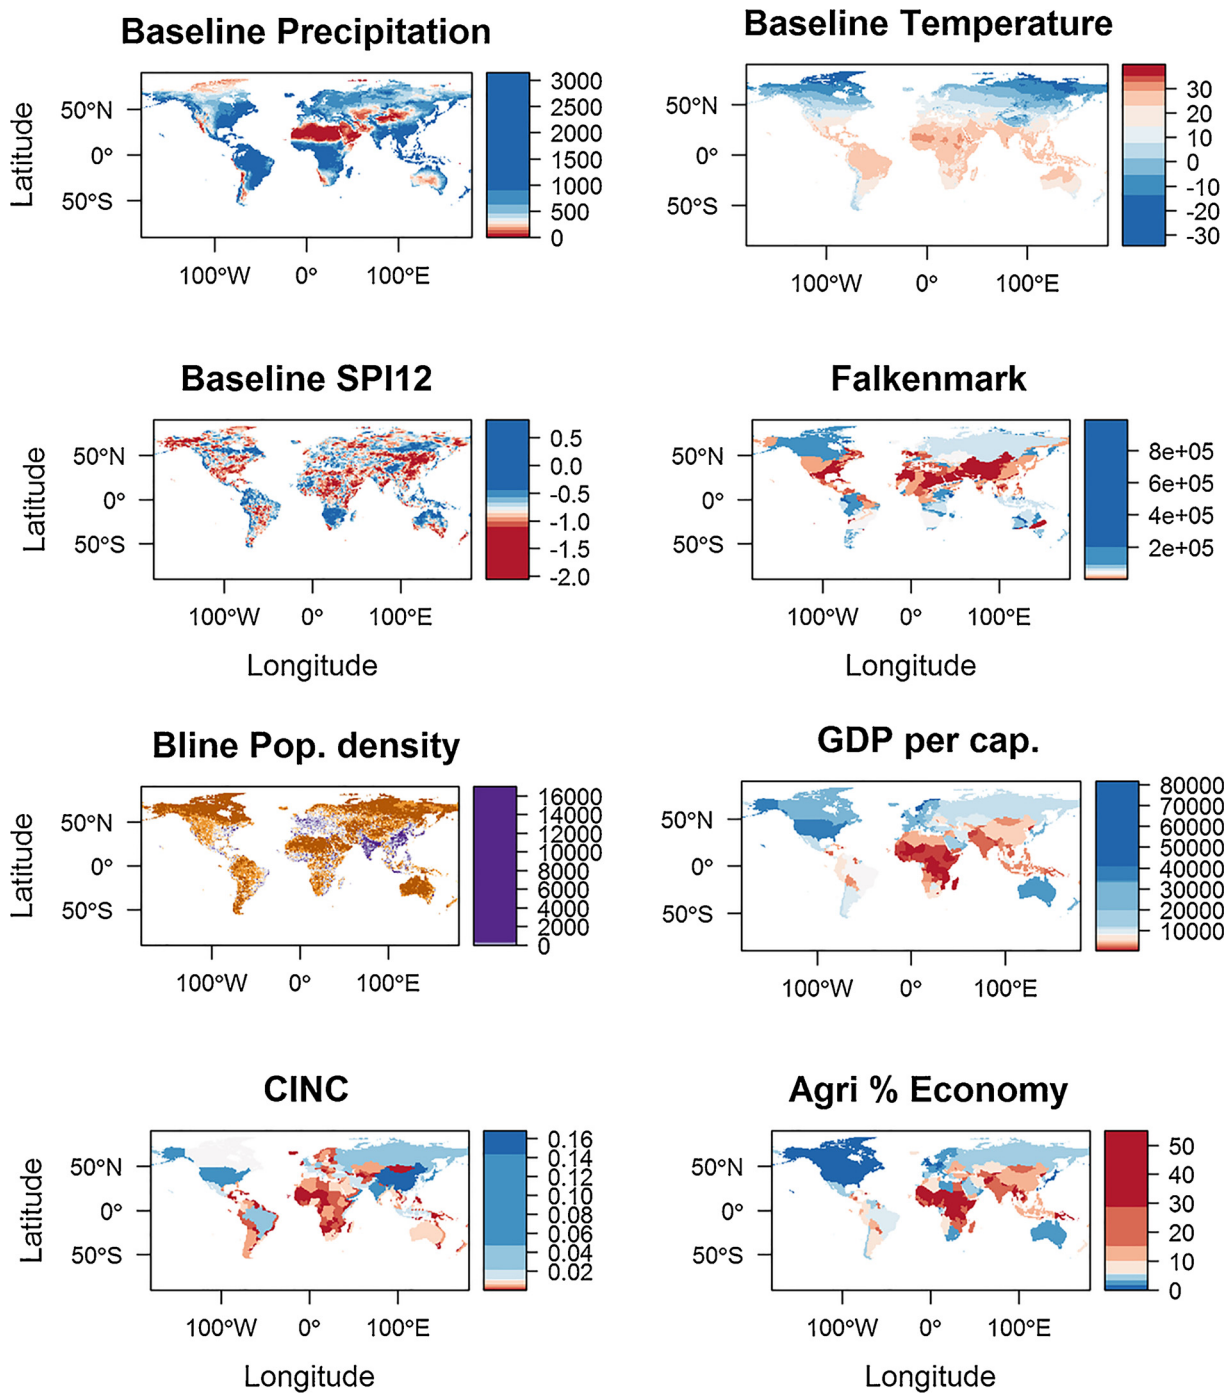 Baseline Precipitation
Latitude
50°N
0°
50°S
100°W 0° 100°E
3000
2500
2000
1500
1000
500
0
Baseline Temperature
50°N
0°
50°S
100°W 0° 100°E
30
20
10
0
-10
-20
-30
Baseline SPI12
Latitude
50°N
0°
50°S
100°W 0° 100°E
Longitude
0.5
0.0
-0.5
-1.0
-1.5
-2.0
Falkenmark
50°N
0°
50°S
100°W 0° 100°E
Longitude
8e+05
6e+05
4e+05
2e+05
Bline Pop. density
Latitude
50°N
0°
50°S
100°W 0° 100°E
16000
14000
12000
10000
8000
6000
4000
2000
0
GDP per cap.
50°N
0°
50°S
100°W 0° 100°E
80000
70000
60000
50000
40000
30000
20000
10000
CINC
Latitude
50°N
0°
50°S
100°W 0° 100°E
Longitude
0.16
0.14
0.12
0.10
0.08
0.06
0.04
0.02
Agri % Economy
50°N
0°
50°S
100°W 0° 100°E
Longitude
50
40
30
20
10
0